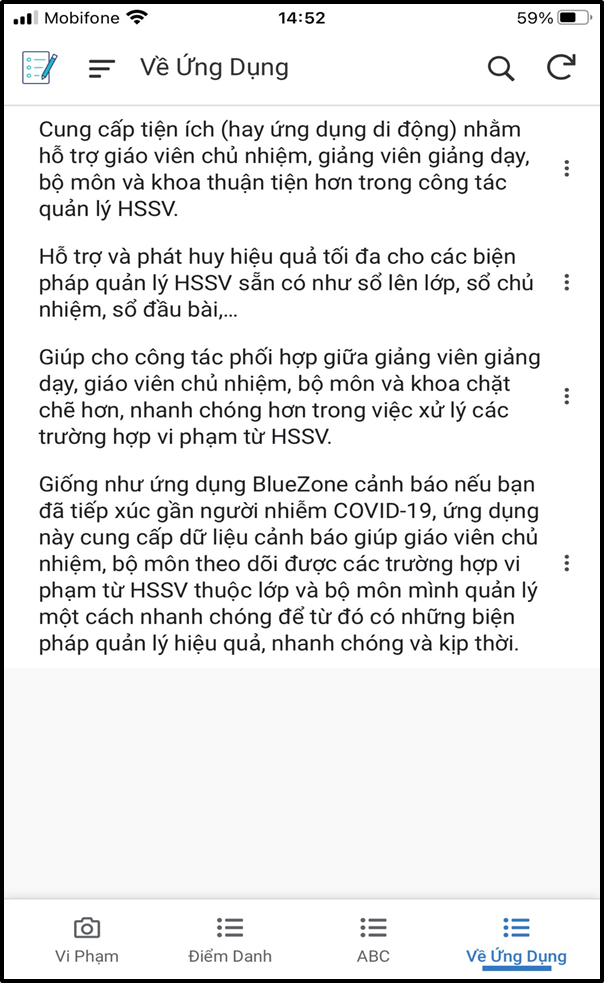 Mobifone 14:52 59%
Về Ứng Dụng
Cung cấp tiện ích (hay ứng dụng di động) nhằm
hỗ trợ giáo viên chủ nhiệm, giảng viên giảng dạy,
bộ môn và khoa thuận tiện hơn trong công tác
quản lý HSSV.
Hỗ trợ và phát huy hiệu quả tối đa cho các biện
pháp quản lý HSSV sẵn có như sổ lên lớp, sổ chủ
nhiệm, sổ đầu bài,...
Giúp cho công tác phối hợp giữa giảng viên giảng
dạy, giáo viên chủ nhiệm, bộ môn và khoa chặt
chẽ hơn, nhanh chóng hơn trong việc xử lý các
trường hợp vi phạm từ HSSV.
Giống như ứng dụng BlueZone cảnh báo nếu bạn
đã tiếp xúc gần người nhiễm COVID-19, ứng dụng
này cung cấp dữ liệu cảnh báo giúp giáo viên chủ
nhiệm, bộ môn theo dõi được các trường hợp vi
phạm từ HSSV thuộc lớp và bộ môn mình quản lý
một cách nhanh chóng để từ đó có những biện
pháp quản lý hiệu quả, nhanh chóng và kịp thời.
Vi Phạm Điểm Danh ABC Về Ứng Dụng